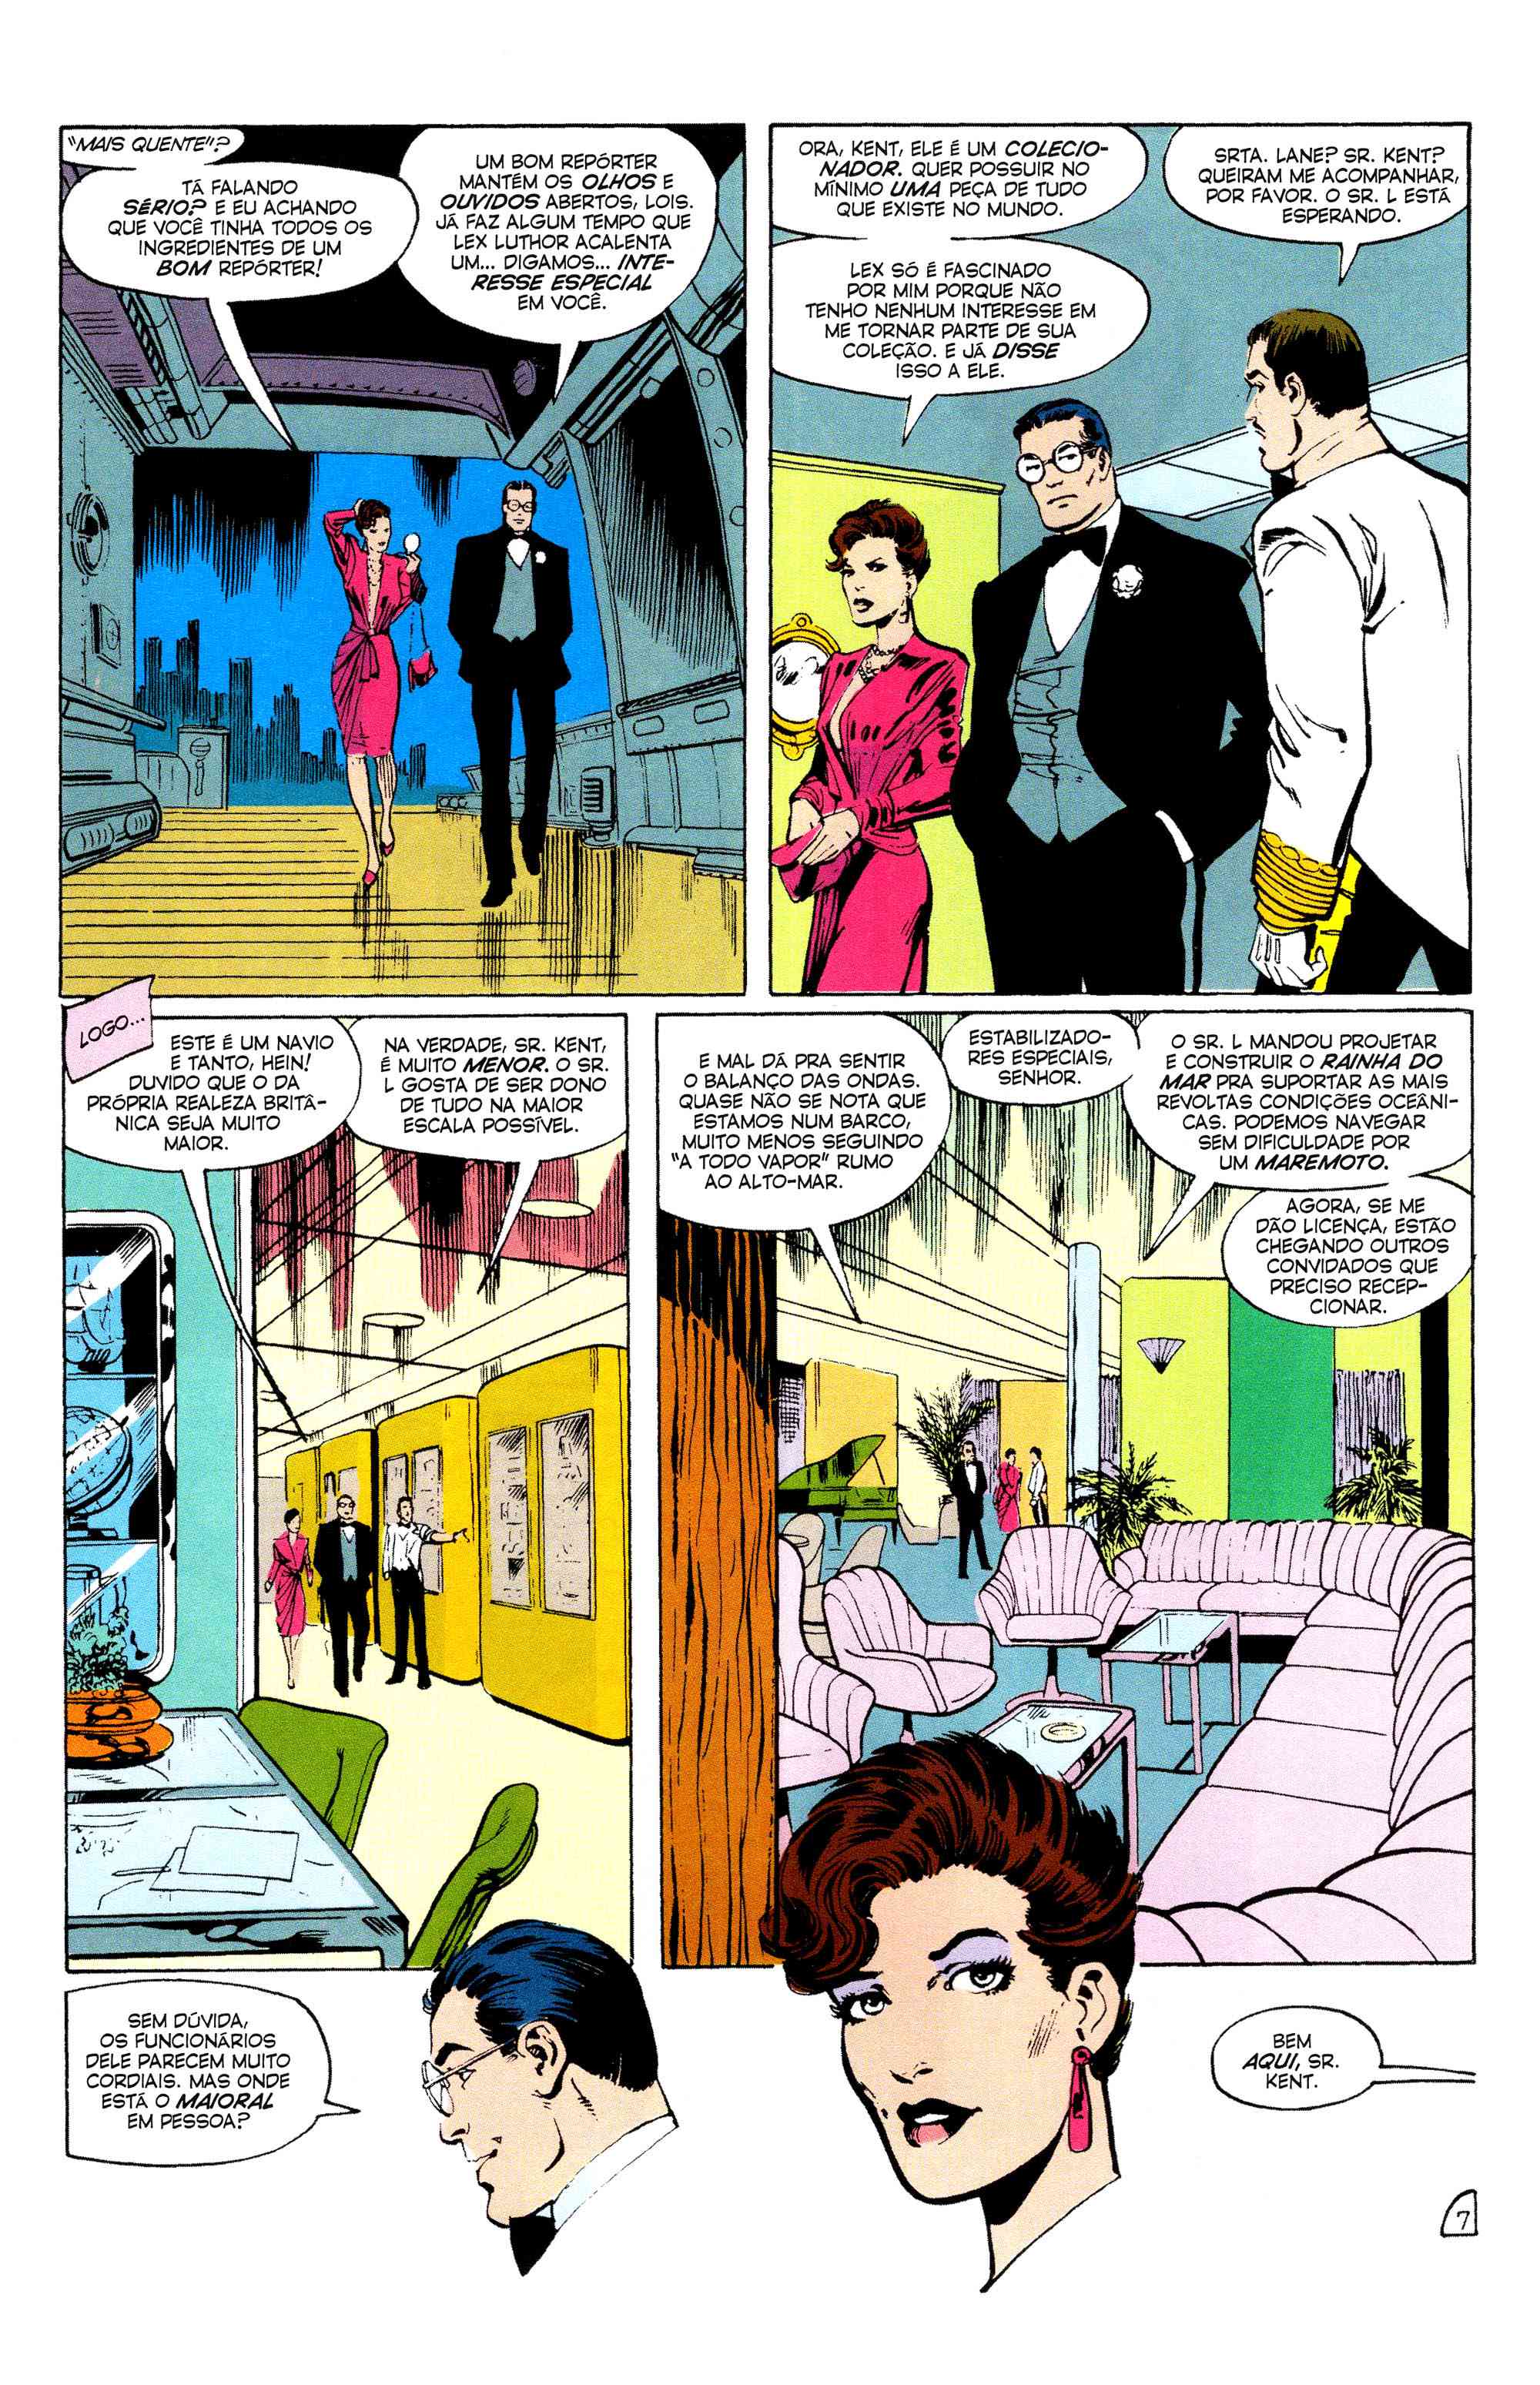 "MAIS QUENTE"?
TÁ FALANDO
SÉRIO? E EU ACHANDO
QUE VOCÊ TINHA TODOS OS
INGREDIENTES DE UM
BOM REPÓRTER!
UM BOM REPÓRTER
MANTÉM OS OLHOS E
OUVIDOS ABERTOS, LOIS.
JÁ FAZ ALGUM TEMPO QUE
LEX LUTHOR ACALENTA
UM... DIGAMOS... INTE-
RESSE ESPECIAL
EM VOCÊ.
ORA, KENT, ELE É UM COLECIO-
NADOR. QUER POSSUIR NO
MÍNIMO UMA PEÇA DE TUDO
QUE EXISTE NO MUNDO.
LEX SÓ É FASCINADO
POR MIM PORQUE NÃO
TENHO NENHUM INTERESSE EM
ME TORNAR PARTE DE SUA
COLEÇÃO. E JÁ DISSE
ISSO A ELE.
SRTA. LANE? SR. KENT?
QUEIRAM ME ACOMPANHAR,
POR FAVOR. O SR. L ESTÁ
ESPERANDO.
LOGO...
ESTE É UM NAVIO
E TANTO, HEIN!
DUVIDO QUE O DA
PRÓPRIA REALEZA BRITÂ-
NICA SEJA MUITO
MAIOR.
NA VERDADE, SR. KENT,
É MUITO MENOR. O SR.
L GOSTA DE SER DONO
DE TUDO NA MAIOR
ESCALA POSSÍVEL.
E MAL DÁ PRA SENTIR
O BALANÇO DAS ONDAS.
QUASE NÃO SE NOTA QUE
ESTAMOS NUM BARCO,
MUITO MENOS SEGUINDO
"A TODO VAPOR" RUMO
AO ALTO-MAR.
ESTABILIZADO-
RES ESPECIAIS,
SENHOR.
O SR. L MANDOU PROJETAR
E CONSTRUIR O RAINHA DO
MAR PRA SUPORTAR AS MAIS
REVOLTAS CONDIÇÕES OCEÂNI-
CAS. PODEMOS NAVEGAR
SEM DIFICULDADE POR
UM MAREMOTO.
AGORA, SE ME
DÃO LICENÇA, ESTÃO
CHEGANDO OUTROS
CONVIDADOS QUE
PRECISO RECEP-
CIONAR.
SEM DÚVIDA,
OS FUNCIONÁRIOS
DELE PARECEM MUITO
CORDIAIS. MAS ONDE
ESTÁ O MAIORAL
EM PESSOA?
BEM
AQUI, SR.
KENT.
7